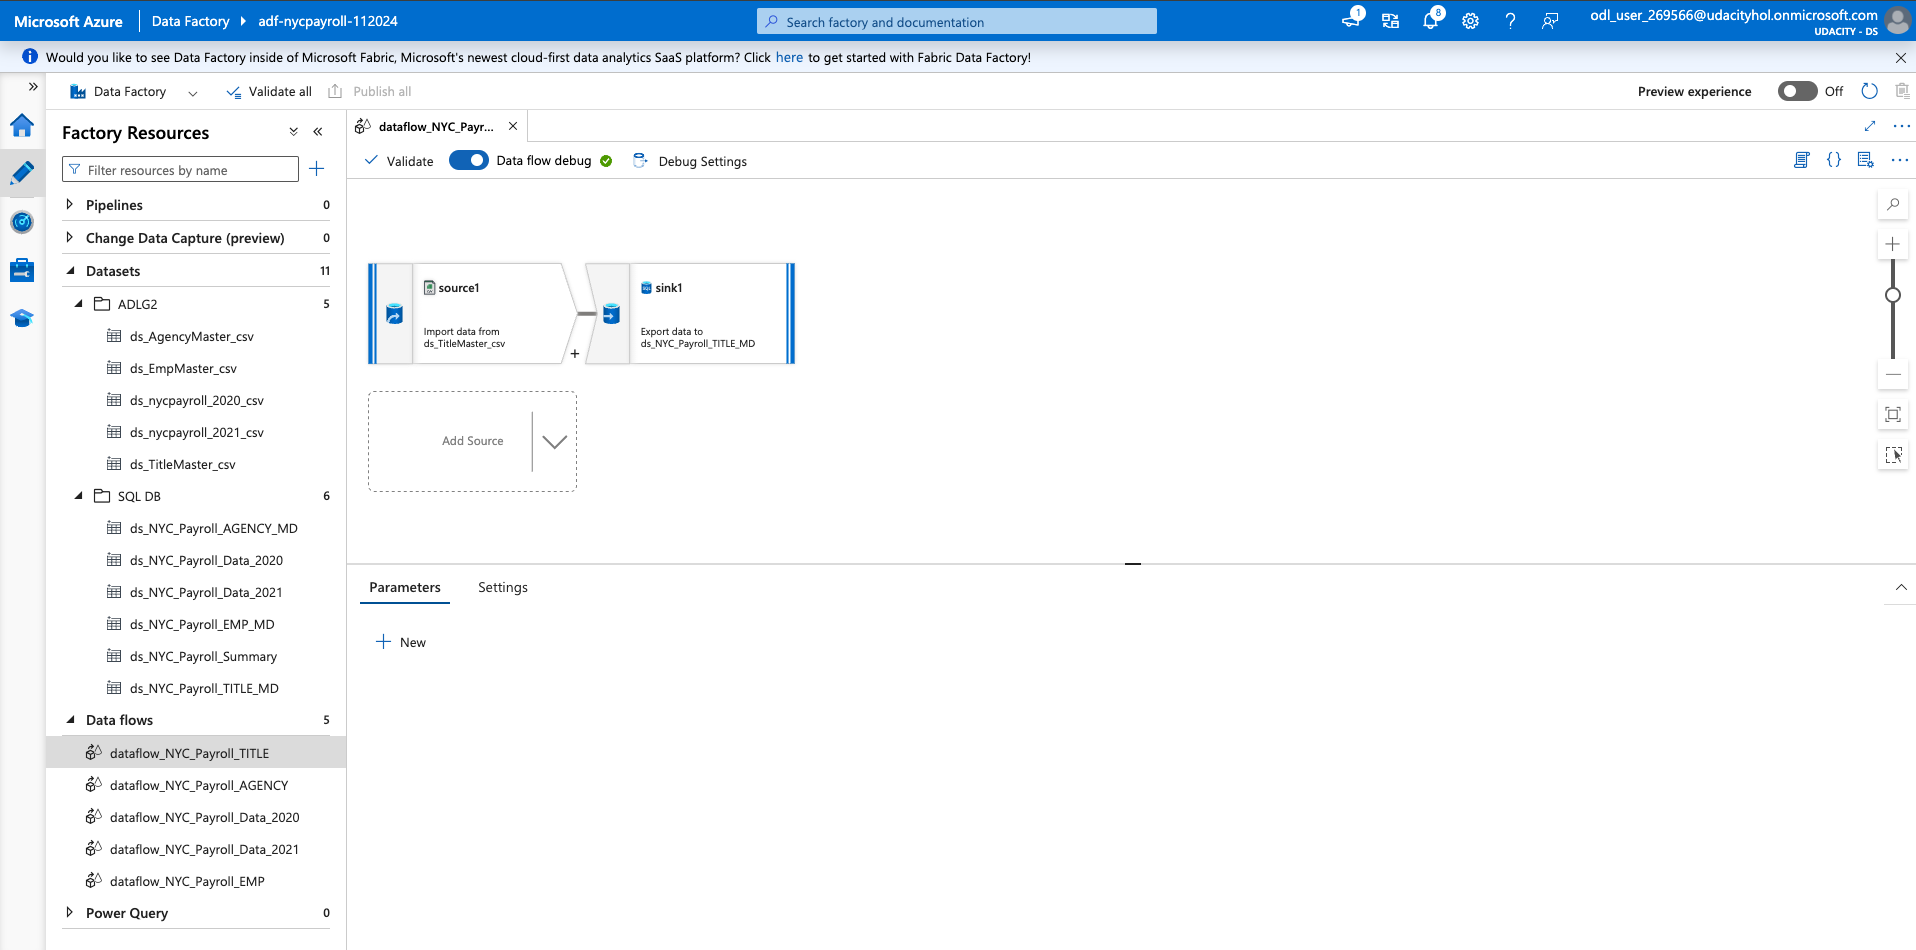 Microsoft Azure Data Factory adf-nycpayroll-112024 Search factory and documentation 1 8 odl_user_269566@udacityhol.onmicrosoft.com
UDACITY - DS
Would you like to see Data Factory inside of Microsoft Fabric, Microsoft's newest cloud-first data analytics SaaS platform? Click here to get started with Fabric Data Factory!
Data Factory Validate all Publish all Preview experience Off
Factory Resources
Filter resources by name
Pipelines 0
Change Data Capture (preview) 0
Datasets 11
ADLG2 5
ds_AgencyMaster_csv
ds_EmpMaster_csv
ds_nycpayroll_2020_csv
ds_nycpayroll_2021_csv
ds_TitleMaster_csv
SQL DB 6
ds_NYC_Payroll_AGENCY_MD
ds_NYC_Payroll_Data_2020
ds_NYC_Payroll_Data_2021
ds_NYC_Payroll_EMP_MD
ds_NYC_Payroll_Summary
ds_NYC_Payroll_TITLE_MD
Data flows 5
dataflow_NYC_Payroll_TITLE
dataflow_NYC_Payroll_AGENCY
dataflow_NYC_Payroll_Data_2020
dataflow_NYC_Payroll_Data_2021
dataflow_NYC_Payroll_EMP
Power Query 0
dataflow_NYC_Payr...
Validate Data flow debug Debug Settings
source1
Import data from
ds_TitleMaster_csv
sink1
Export data to
ds_NYC_Payroll_TITLE_MD
Add Source
Parameters Settings
New